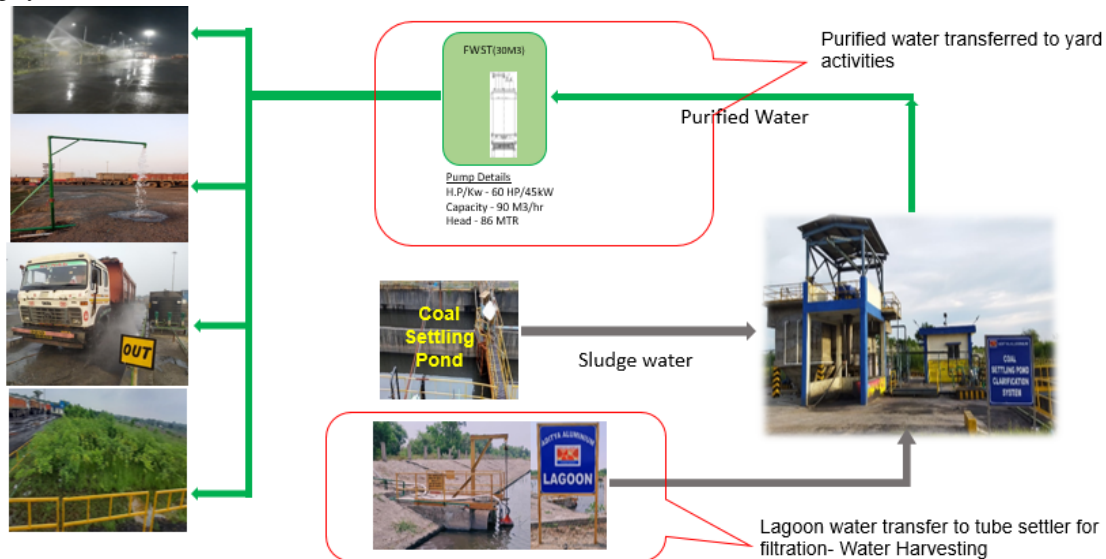 FWST(30M3)
Purified water transferred to yard
activities
Purified Water
Pump Details
H.P/Kw - 60 HP/45kW
Capacity - 90 M3/hr
Head - 86 MTR
OUT
Coal
Settling
Pond
Sludge water
COAL
SETTLING POND
CLARIFICATION
SYSTEM
ADITYA ALUMINIUM
LAGOON
Lagoon water transfer to tube settler for
filtration- Water Harvesting